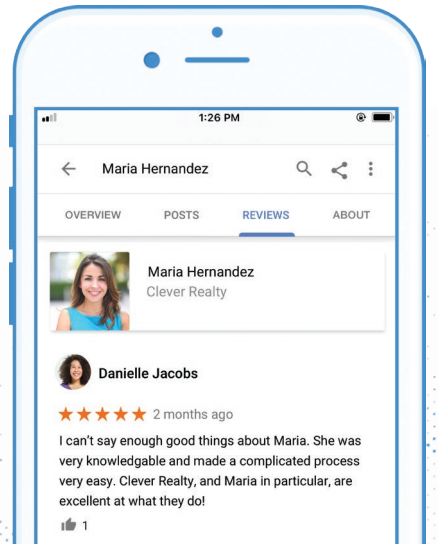 1:26 PM
Maria Hernandez
OVERVIEW POSTS REVIEWS ABOUT
Maria Hernandez
Clever Realty
Danielle Jacobs
2 months ago
I can't say enough good things about Maria. She was
very knowledgable and made a complicated process
very easy. Clever Realty, and Maria in particular, are
excellent at what they do!
1